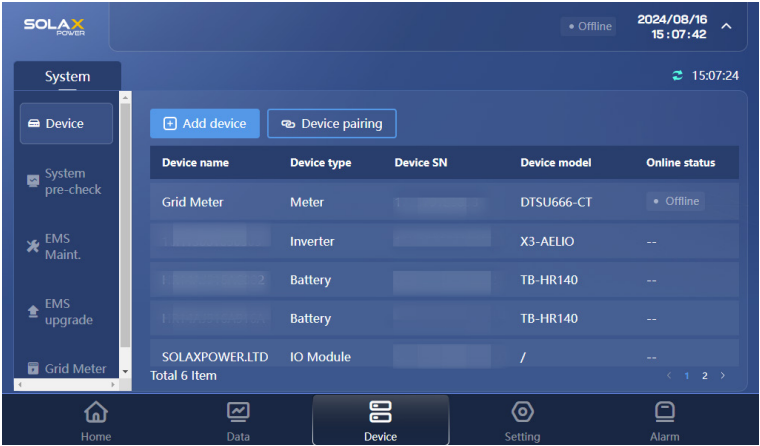 SOLAX
POWER
• Offline
2024/08/16
15:07:42
System
15:07:24
Device
System
pre-check
EMS
Maint.
EMS
upgrade
Grid Meter
Add device
Device pairing
Device name Device type Device SN Device model Online status
Grid Meter Meter DTSU666-CT • Offline
Inverter X3-AELIO --
Battery TB-HR140 --
Battery TB-HR140 --
SOLAXPOWER.LTD IO Module / --
Total 6 Item
< 1 2 >
Home
Data
Device
Setting
Alarm